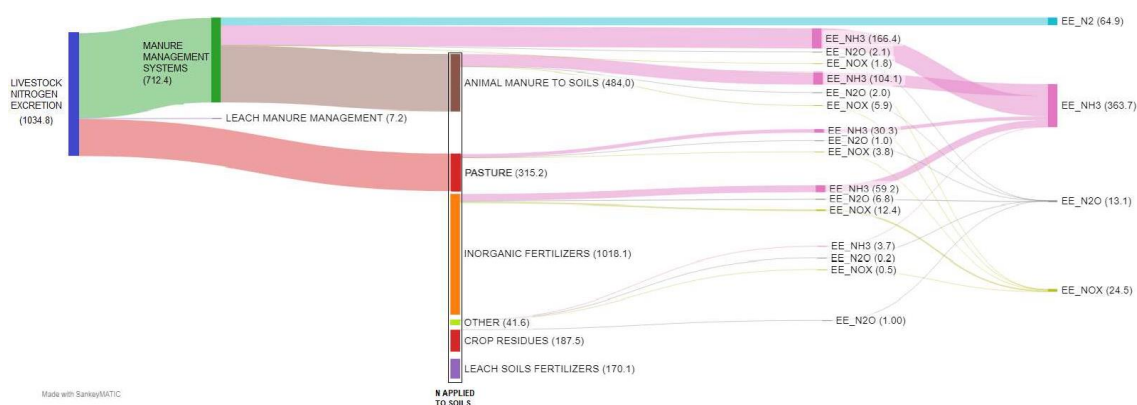 LIVESTOCK
NITROGEN
EXCRETION
(1034.8)
MANURE
MANAGEMENT
SYSTEMS
(712.4)
LEACH MANURE MANAGEMENT (7.2)
ANIMAL MANURE TO SOILS (484,0)
PASTURE (315.2)
INORGANIC FERTILIZERS (1018.1)
OTHER (41.6)
CROP RESIDUES (187.5)
LEACH SOILS FERTILIZERS (170.1)
N APPLIED
TO SOILS
EE_NH3 (166.4)
EE_N2O (2.1)
EE_NOX (1.8)
EE_NH3 (104.1)
EE_N2O (2.0)
EE_NOX (5.9)
EE_NH3 (30.3)
EE_N2O (1.0)
EE_NOX (3.8)
EE_NH3 (59.2)
EE_N2O (6.8)
EE_NOX (12.4)
EE_NH3 (3.7)
EE_N2O (0.2)
EE_NOX (0.5)
EE_N2O (1.00)
EE_N2 (64.9)
EE_NH3 (363.7)
EE_N2O (13.1)
EE_NOX (24.5)
Made with SankeyMATIC